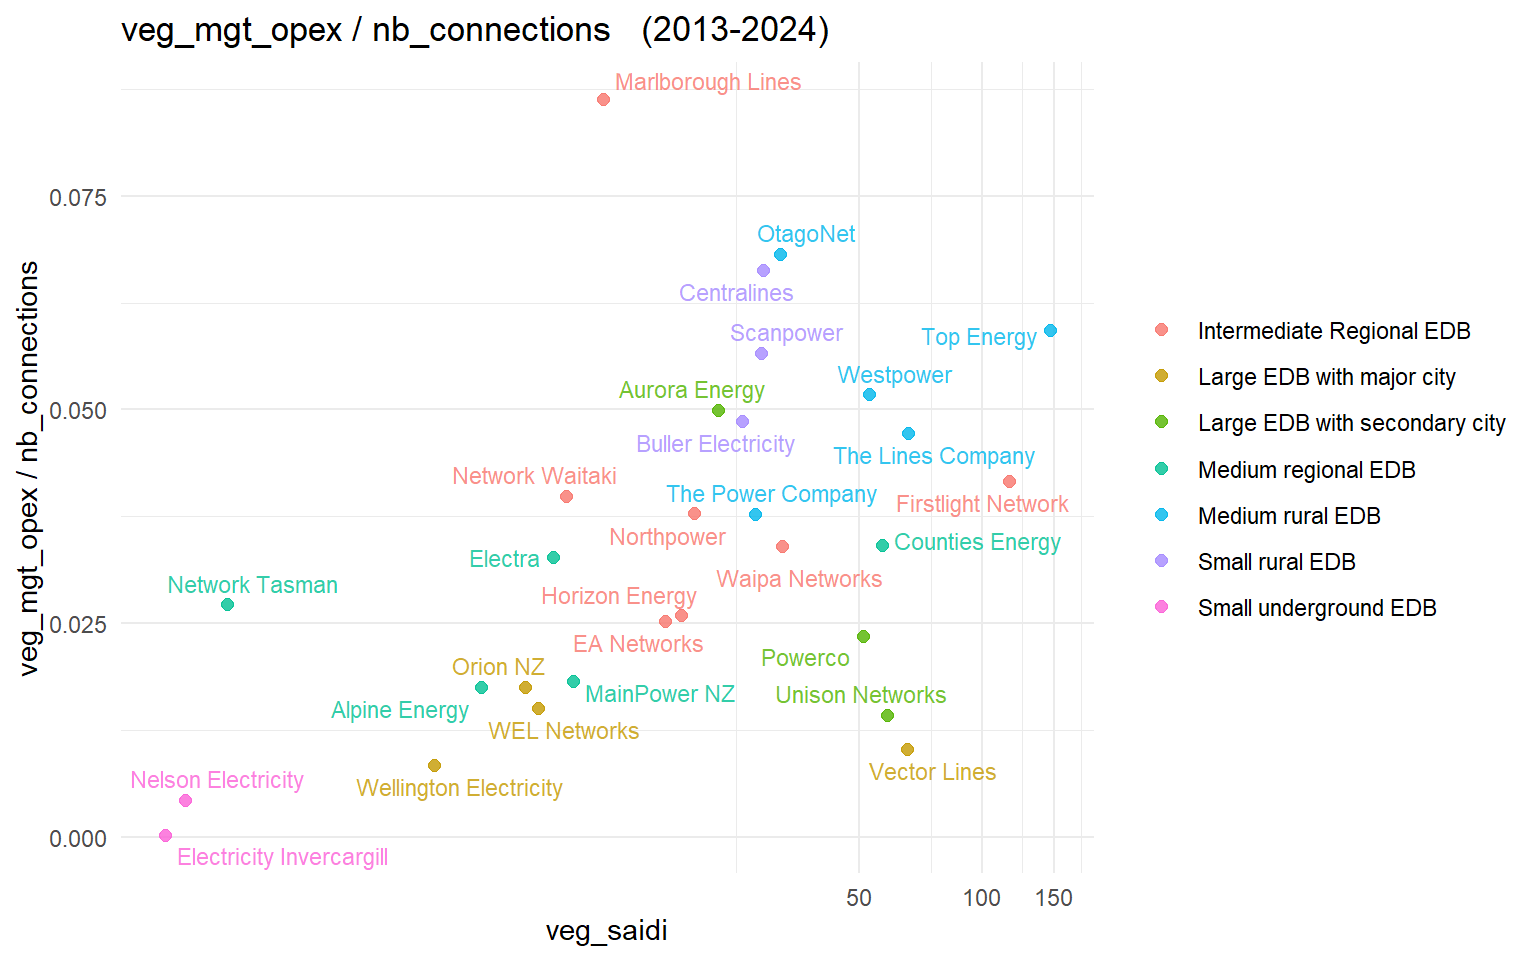 veg_mgt_opex / nb_connections (2013-2024)
Marlborough Lines
0.075
OtagoNet
Centralines
Scanpower
Top Energy
Westpower
Aurora Energy
0.050
Buller Electricity
The Lines Company
Network Waitaki
The Power Company
Firstlight Network
Northpower
Counties Energy
Electra
Waipa Networks
Network Tasman
Horizon Energy
0.025
EA Networks
Powerco
Orion NZ
MainPower NZ
Unison Networks
Alpine Energy
WEL Networks
Vector Lines
Nelson Electricity
Wellington Electricity
0.000
Electricity Invercargill
50
100
150
veg_saidi
veg_mgt_opex / nb_connections
Intermediate Regional EDB
Large EDB with major city
Large EDB with secondary city
Medium regional EDB
Medium rural EDB
Small rural EDB
Small underground EDB